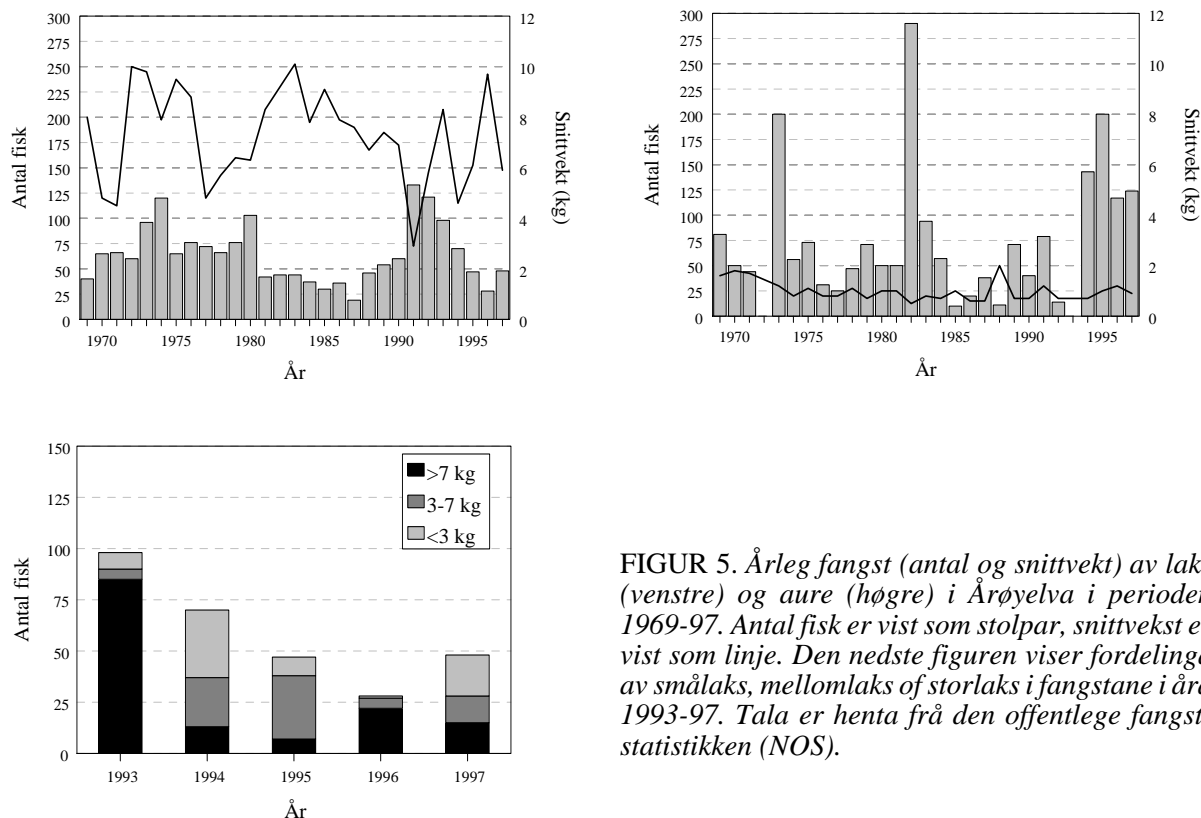 300
275
250
225
200
175
150
125
100
75
50
25
0
Antal fisk
12
10
8
6
4
2
0
Snittvekt (kg)
1970 1975 1980 1985 1990 1995
År
300
275
250
225
200
175
150
125
100
75
50
25
0
Antal fisk
12
10
8
6
4
2
0
Snittvekt (kg)
1970 1975 1980 1985 1990 1995
År
150
125
100
75
50
25
0
Antal fisk
>7 kg
3-7 kg
<3 kg
1993 1994 1995 1996 1997
År
FIGUR 5. Årleg fangst (antal og snittvekt) av lak
(venstre) og aure (høgre) i Årøyelva i perioden
1969-97. Antal fisk er vist som stolpar, snittvekst e
vist som linje. Den nedste figuren viser fordelinga
av smålaks, mellomlaks of storlaks i fangstane i åra
1993-97. Tala er henta frå den offentlege fangst
statistikken (NOS).